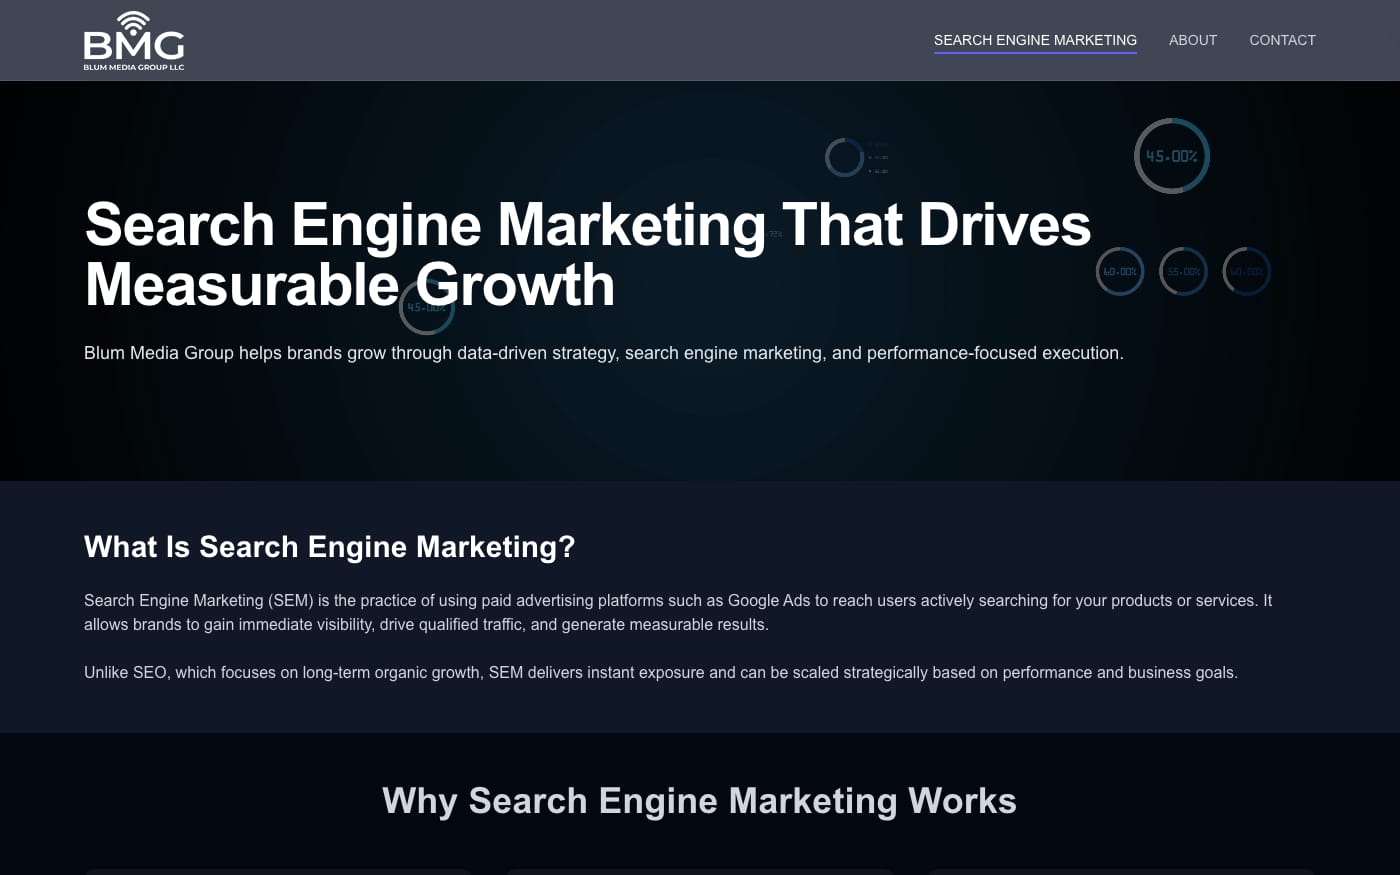 BMG
BLUM MEDIA GROUP LLC
SEARCH ENGINE MARKETING
ABOUT
CONTACT
45.00%
Search Engine Marketing That Drives
Measurable Growth
60.00%
55.00%
60.00%
45.00%
Blum Media Group helps brands grow through data-driven strategy, search engine marketing, and performance-focused execution.
What Is Search Engine Marketing?
Search Engine Marketing (SEM) is the practice of using paid advertising platforms such as Google Ads to reach users actively searching for your products or services. It
allows brands to gain immediate visibility, drive qualified traffic, and generate measurable results.
Unlike SEO, which focuses on long-term organic growth, SEM delivers instant exposure and can be scaled strategically based on performance and business goals.
Why Search Engine Marketing Works